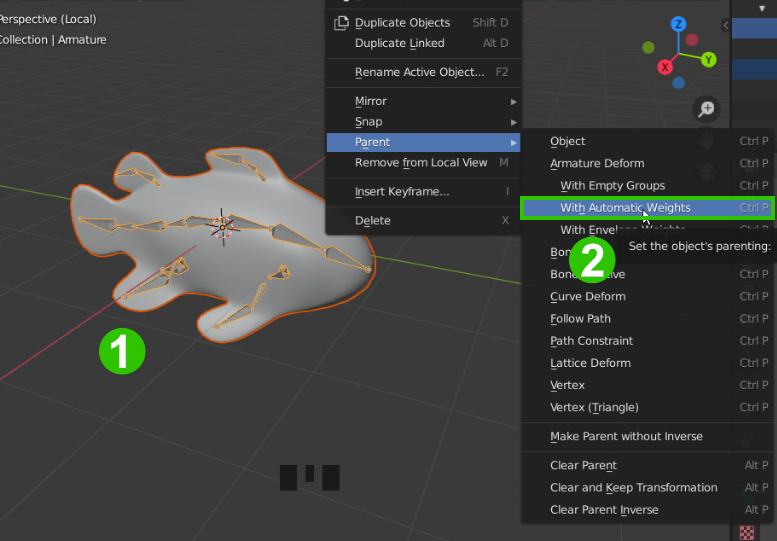 Perspective (Local)
Collection | Armature
Duplicate Objects Shift D
Duplicate Linked Alt D
Rename Active Object... F2
Mirror
Snap
Parent
Remove from Local View M
Insert Keyframe... I
Delete X
Z
Y
X
Object Ctrl P
Armature Deform Ctrl P
With Empty Groups Ctrl P
With Automatic Weights Ctrl P
With Envelope Weights Ctrl P
Set the object's parenting:
Ctrl P
Curve Deform Ctrl P
Follow Path Ctrl P
Path Constraint Ctrl P
Lattice Deform Ctrl P
Vertex Ctrl P
Vertex (Triangle) Ctrl P
Make Parent without Inverse
Clear Parent Alt P
Clear and Keep Transformation Alt P
Clear Parent Inverse Alt P
1
2